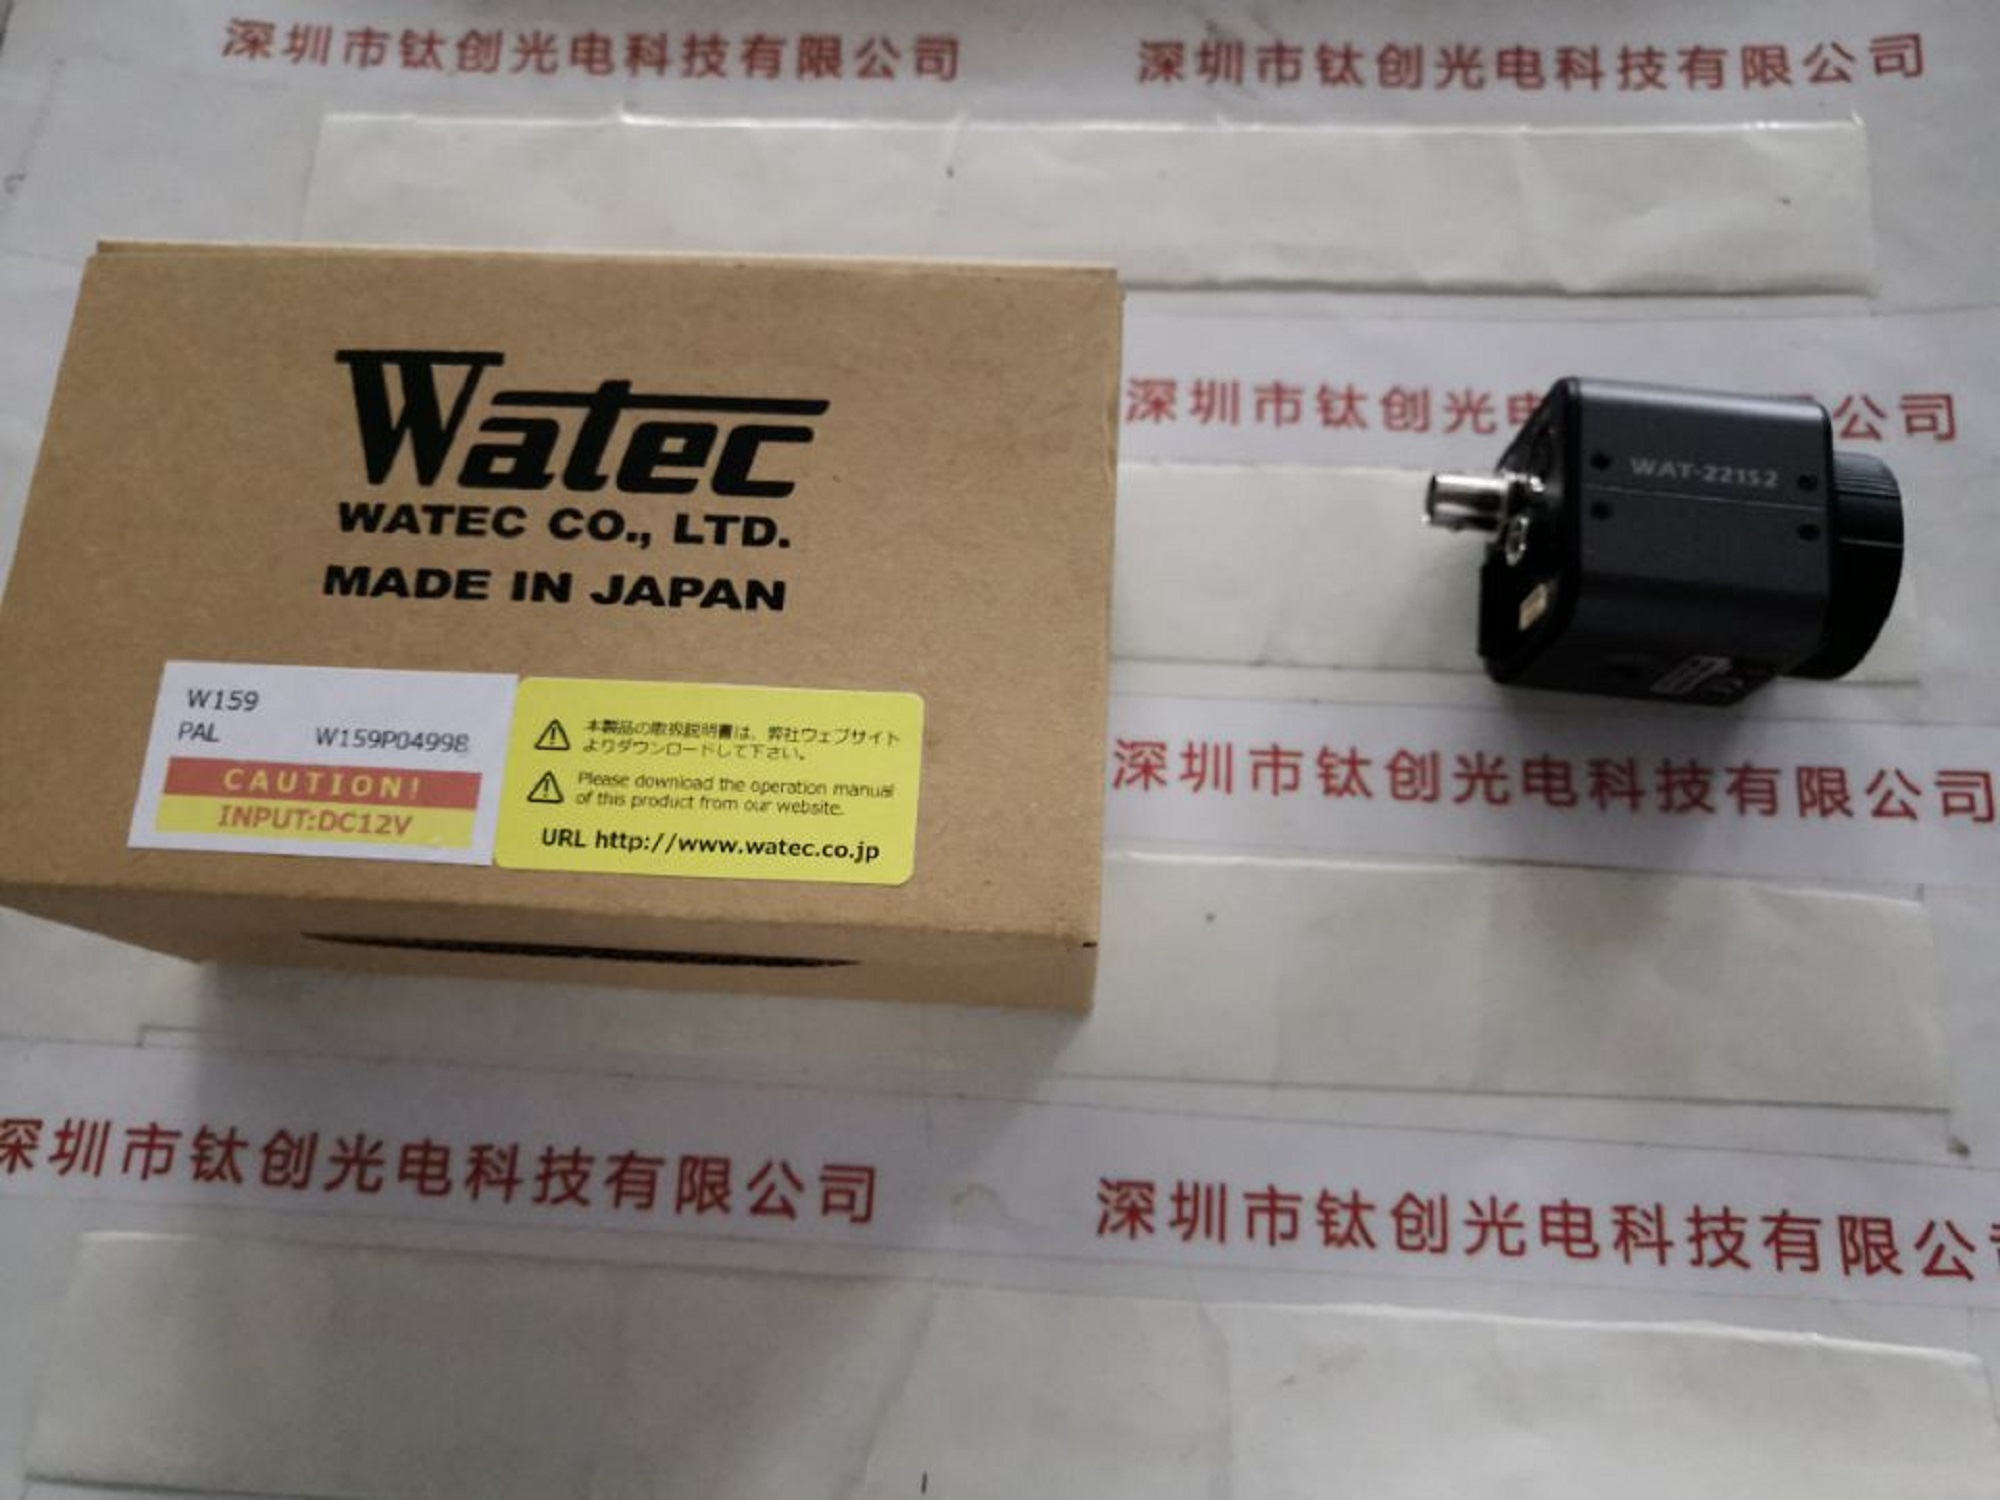 深圳市钛创光电科技有限公司
深圳市钛创光电科技有限公司
Watec
WATEC CO., LTD.
MADE IN JAPAN
W159
PAL W159P04998
CAUTION!
INPUT:DC12V
本製品の取扱説明書は、弊社ウェブサイト
よりダウンロードして下さい。
Please download the operation manual
of this product from our website.
URL http://www.watec.co.jp
深圳市钛创光电
公司
WAT-221S2
深圳市钛创光电科技有限公司
深圳市钛创光电科技有限公司
深圳市钛创光电科技有限公司